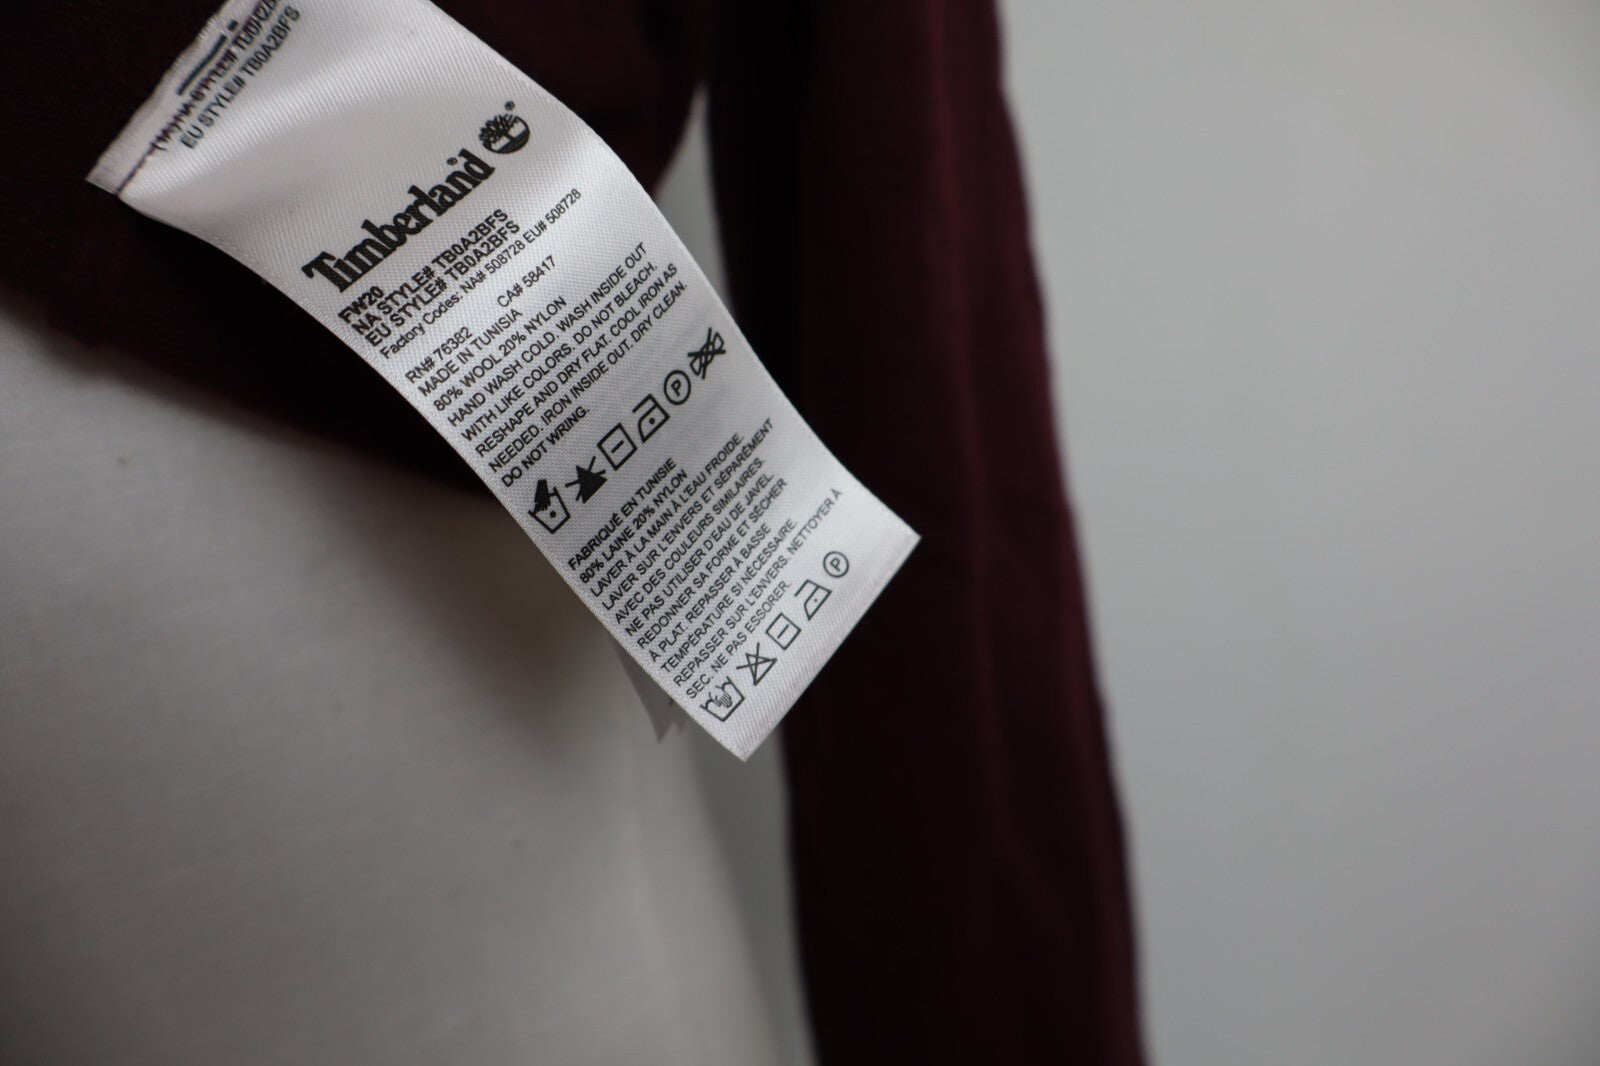 EU STYLE# TB0A2BFS
Timberland®
FW20
NA STYLE# TB0A2BFS
EU STYLE# TB0A2BFS
Factory Codes: NA# 508728 EU# 508728
RN# 76382 CA# 58417
MADE IN TUNISIA
80% WOOL 20% NYLON
HAND WASH COLD. WASH INSIDE OUT
WITH LIKE COLORS. DO NOT BLEACH.
RESHAPE AND DRY FLAT. COOL IRON AS
NEEDED. IRON INSIDE OUT. DRY CLEAN.
DO NOT WRING.
P
FABRIQUÉ EN TUNISIE
80% LAINE 20% NYLON
LAVER À LA MAIN À L'EAU FROIDE.
LAVER SUR L'ENVERS ET SÉPARÉMENT
AVEC DES COULEURS SIMILAIRES.
NE PAS UTILISER D'EAU DE JAVEL.
REDONNER SA FORME ET SÉCHER
À PLAT. REPASSER À BASSE
TEMPÉRATURE SI NÉCESSAIRE.
REPASSER SUR L'ENVERS. NETTOYER À
SEC. NE PAS ESSORER.
P